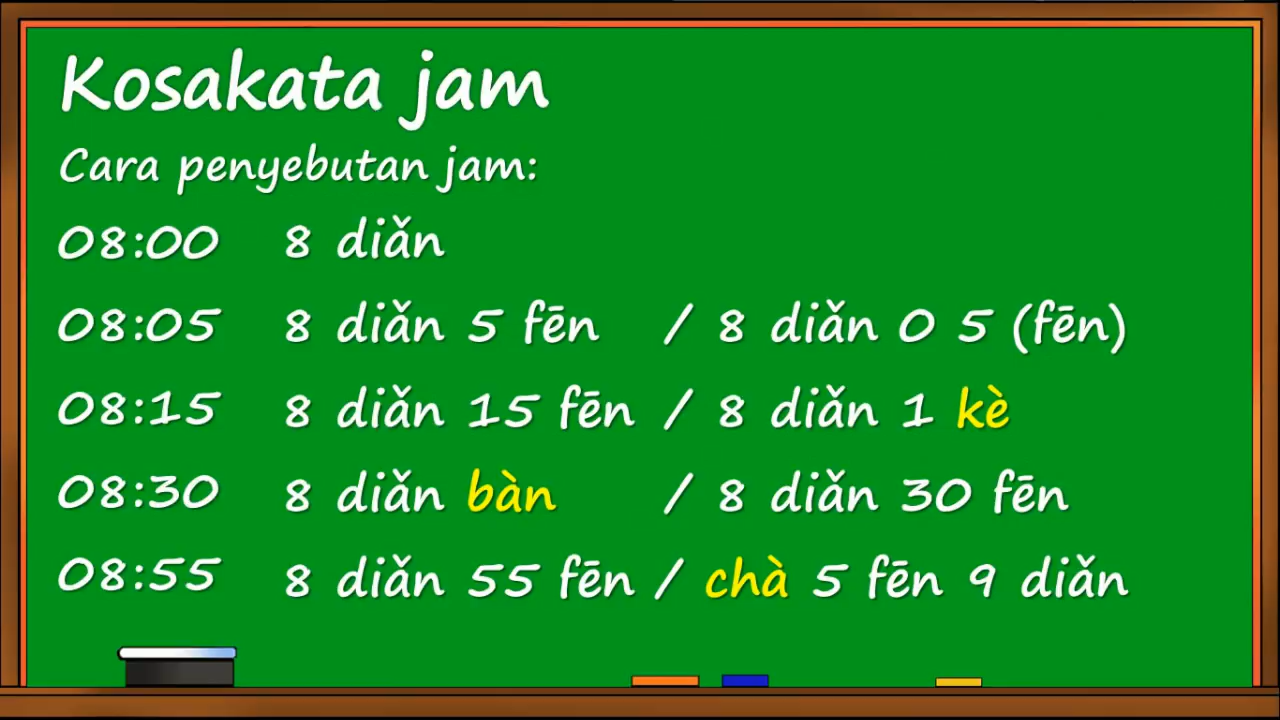 Kosakata jam
Cara penyebutan jam:
08:00 8 diǎn
08:05 8 diǎn 5 fēn / 8 diǎn 0 5 (fēn)
08:15 8 diǎn 15 fēn / 8 diǎn 1 kè
08:30 8 diǎn bàn / 8 diǎn 30 fēn
08:55 8 diǎn 55 fēn / chà 5 fēn 9 diǎn